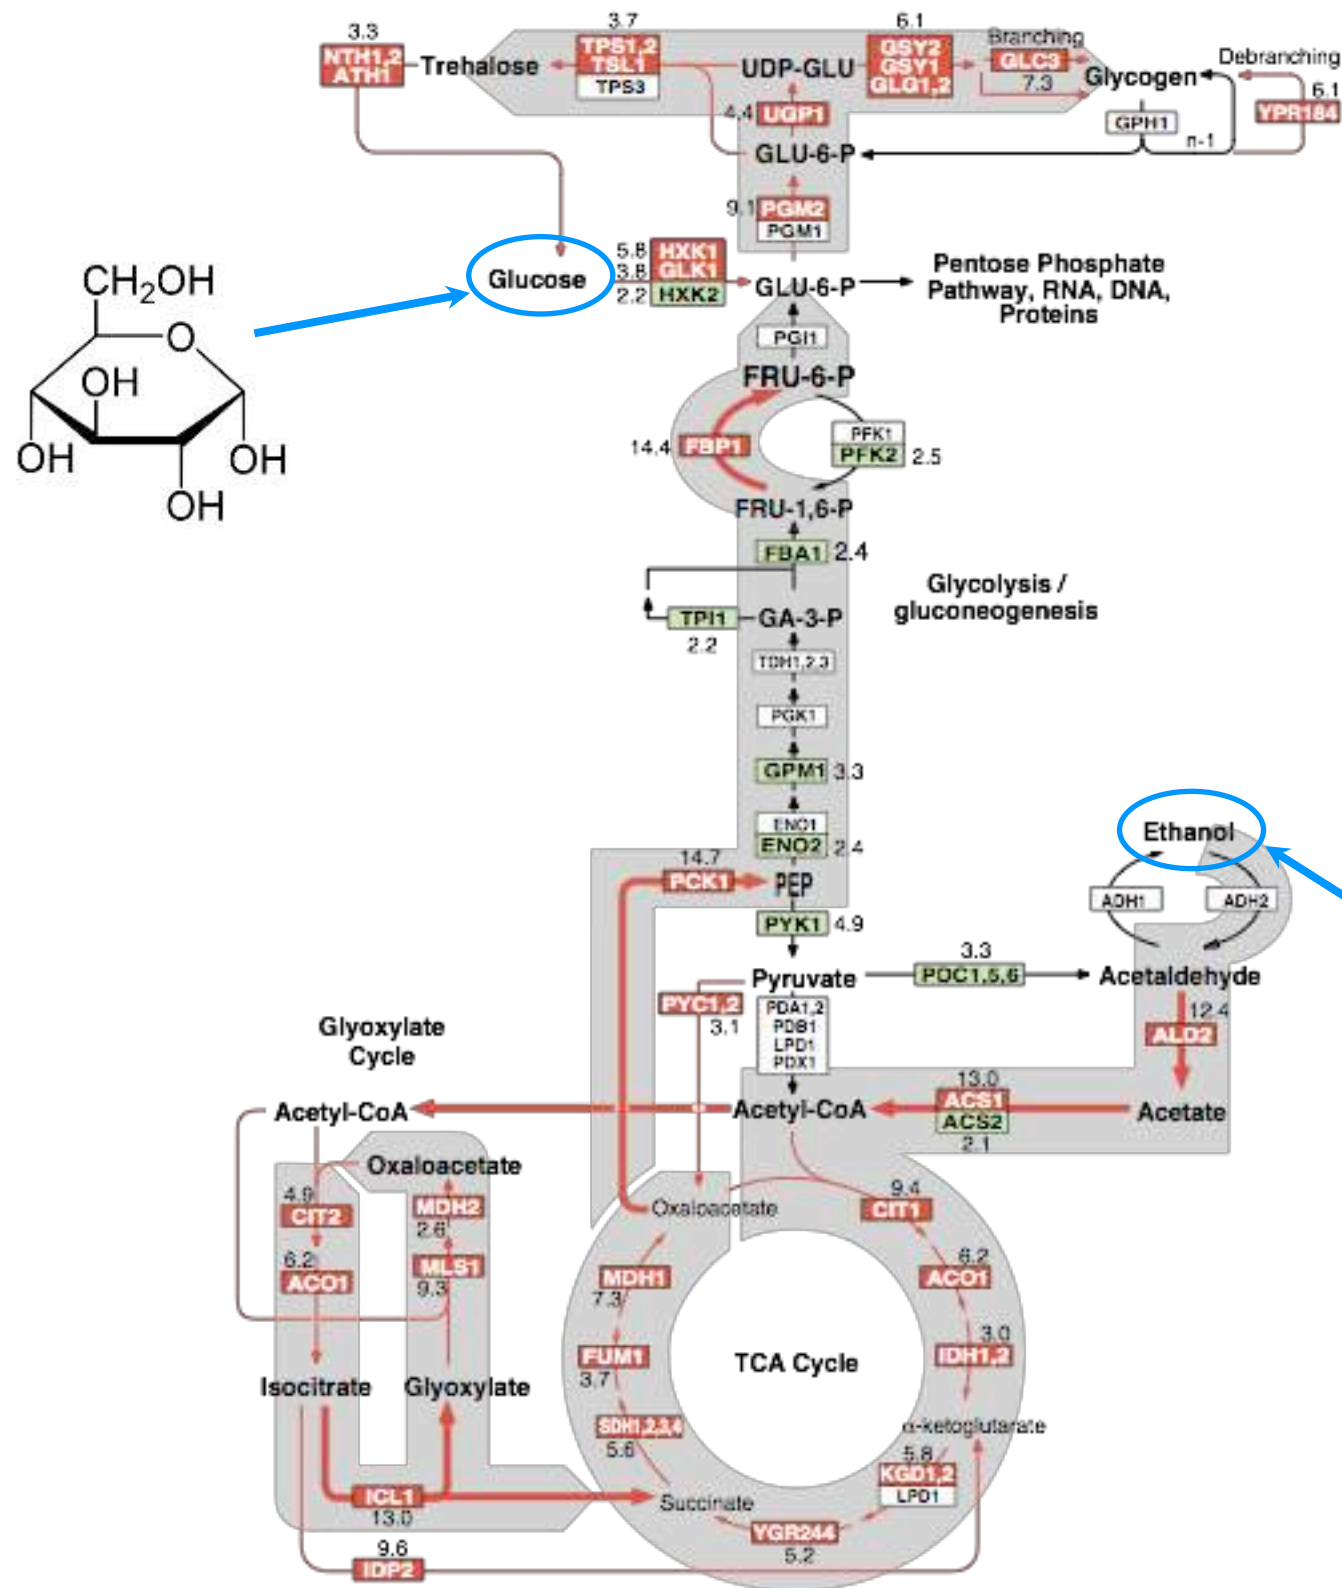 3.3
3.7
6.1
NTH1,2
ATH1
Trehalose
TPS1,2
TSL1
TPS3
UDP-GLU
GSY2
GSY1
GLG1,2
Branching
GLC3
7.3
Glycogen
Debranching
6.1
YPR184
4.4
UGP1
GPH1
n-1
GLU-6-P
9.1
PGM2
PGM1
CH2OH
O
OH
OH
OH
OH
Glucose
5.8
3.8
2.2
HXK1
GLK1
HXK2
GLU-6-P
Pentose Phosphate
Pathway, RNA, DNA,
Proteins
PGI1
FRU-6-P
14.4
FBP1
PFK1
PFK2
2.5
FRU-1,6-P
FBA1
2.4
Glycolysis /
gluconeogenesis
TPI1
2.2
GA-3-P
TDH1,2,3
PGK1
GPM1
3.3
ENO1
ENO2
2.4
Ethanol
14.7
PCK1
PEP
ADH1
ADH2
PYK1
4.9
Pyruvate
3.3
PDC1,5,6
Acetaldehyde
PYC1,2
3.1
PDA1,2
PDB1
LPD1
PDX1
12.4
ALD2
Glyoxylate
Cycle
Acetyl-CoA
Acetyl-CoA
13.0
ACS1
ACS2
2.1
Acetate
Oxaloacetate
4.9
CIT2
MDH2
2.6
Oxaloacetate
9.4
CIT1
6.2
ACO1
MLS1
9.3
MDH1
7.3
6.2
ACO1
FUM1
3.7
TCA Cycle
3.0
IDH1,2
Isocitrate
Glyoxylate
SDH1,2,3,4
5.6
α-ketoglutarate
5.8
KGD1,2
LPD1
ICL1
13.0
Succinate
YGR244
5.2
9.6
IDP2